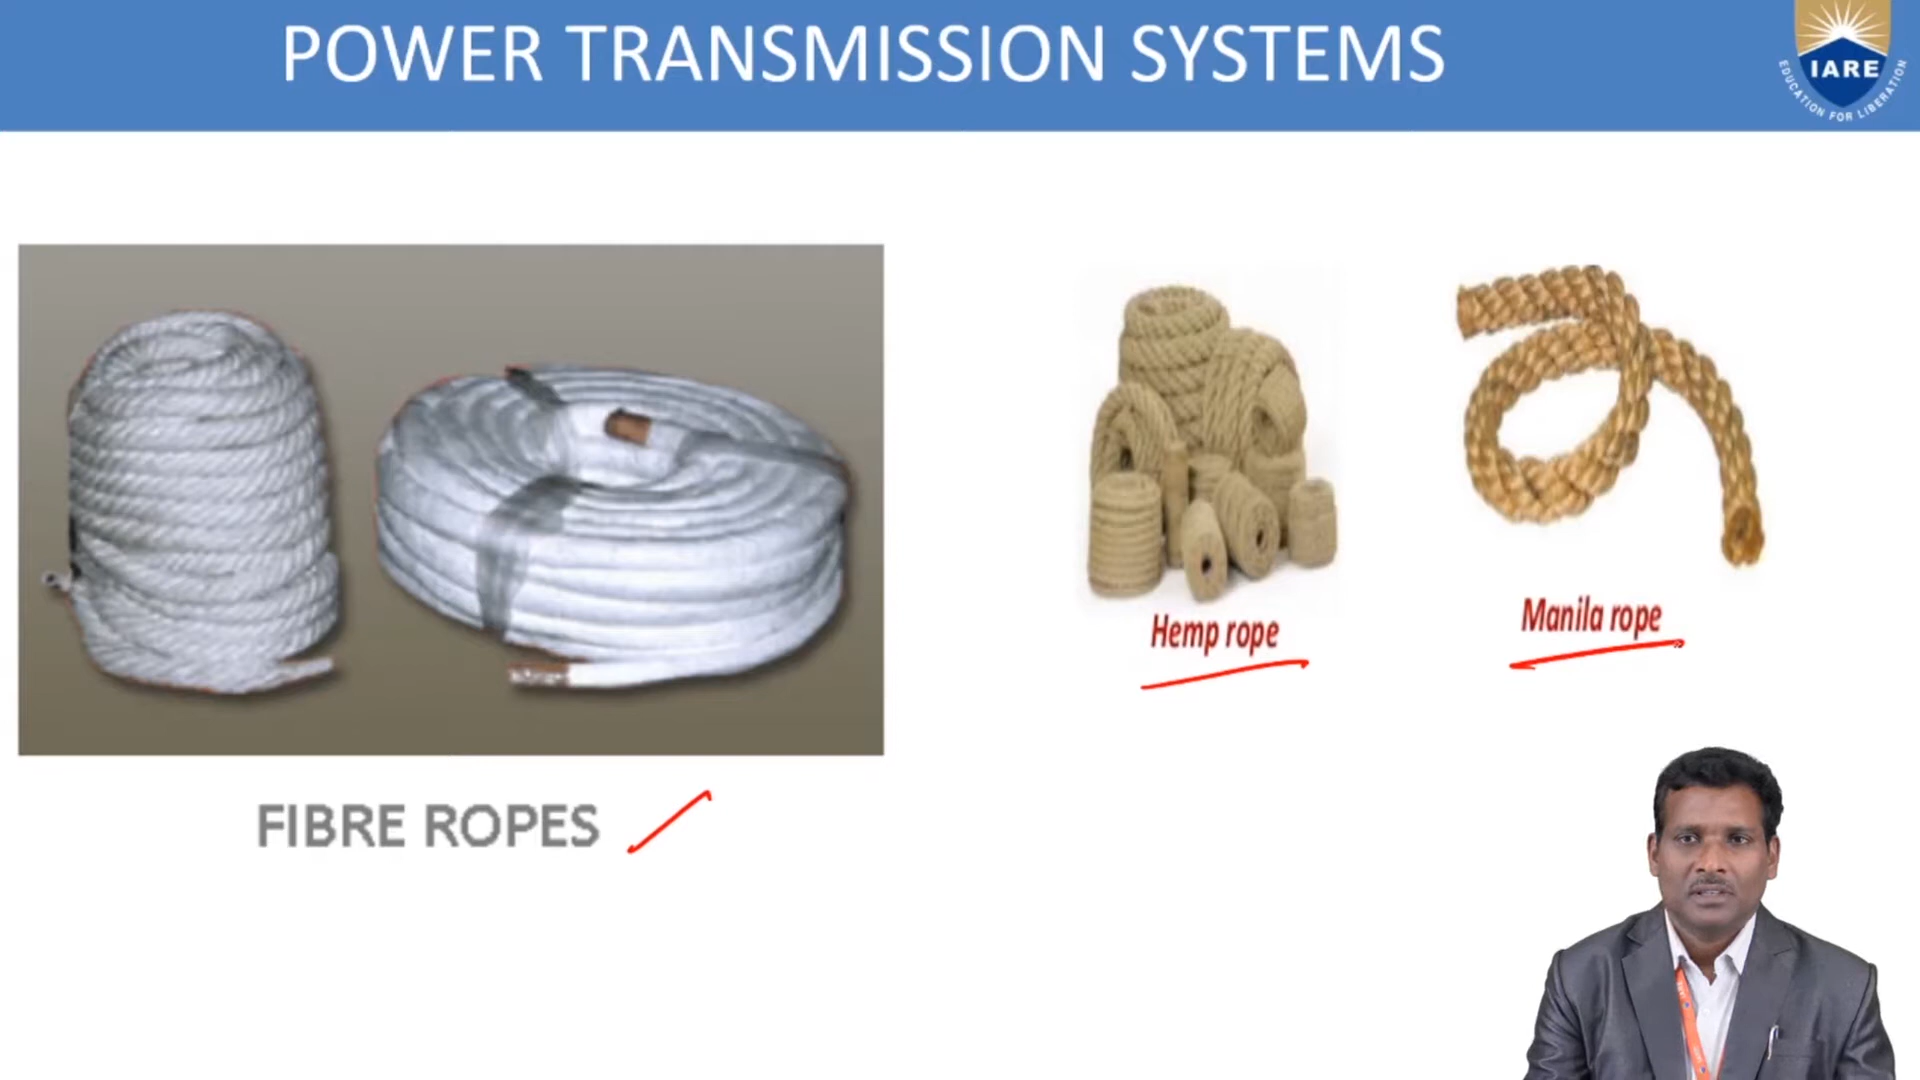 POWER TRANSMISSION SYSTEMS
IARE
EDUCATION FOR LIBERATION
Hemp rope
Manila rope
FIBRE ROPES